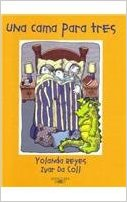 una cama para tres
Yolanda Reyes
Ivar Da Coll